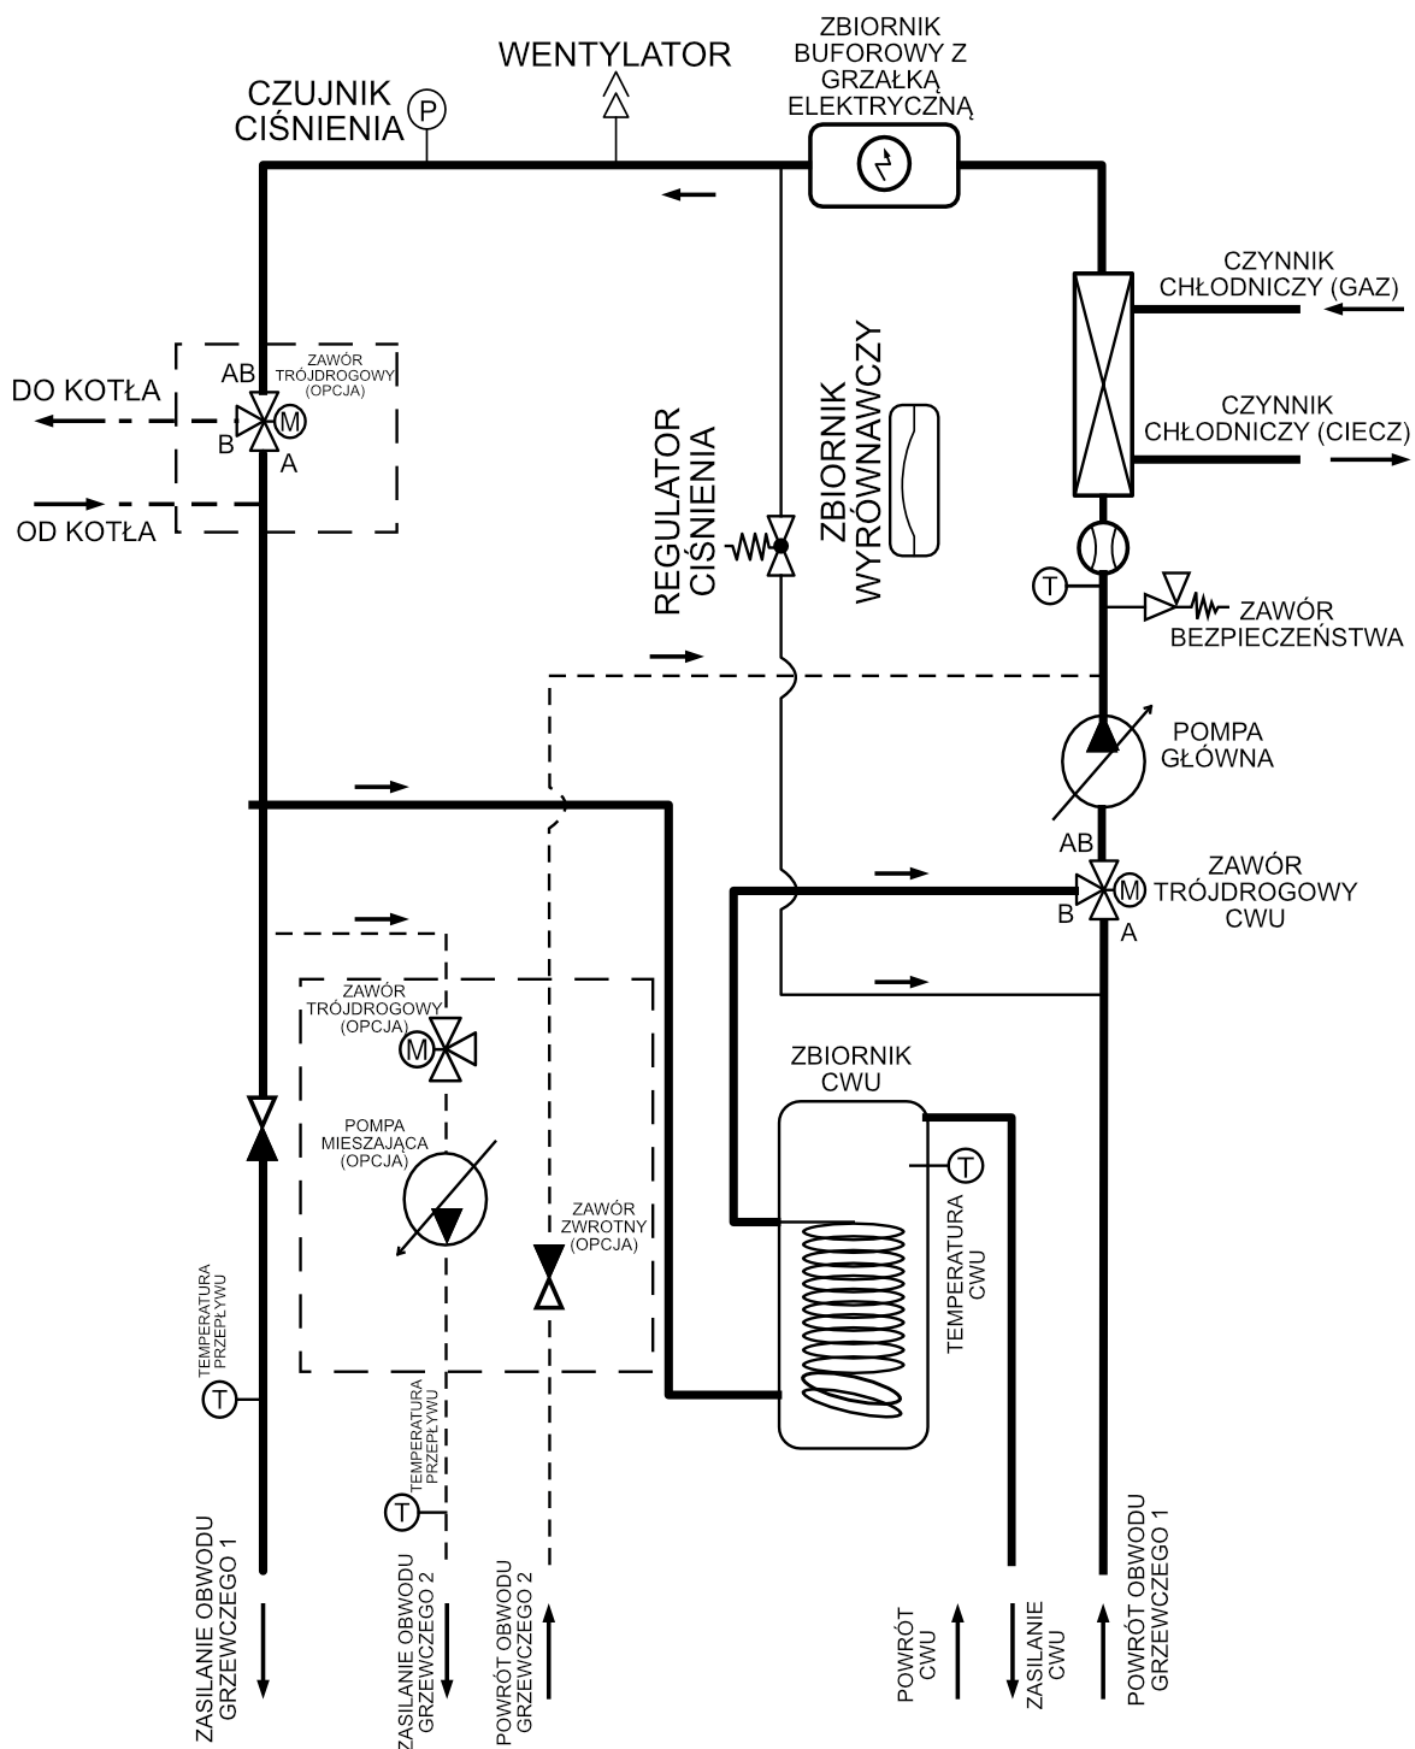 ZBIORNIK
BUFOROWY Z
GRZAŁKĄ
ELEKTRYCZNĄ
WENTYLATOR
CZUJNIK
CIŚNIENIA
P
CZYNNIK
CHŁODNICZY (GAZ)
ZAWÓR
TRÓJDROGOWY
(OPCJA)
AB
M
B
A
DO KOTŁA
OD KOTŁA
REGULATOR
CIŚNIENIA
ZBIORNIK
WYRÓWNAWCZY
CZYNNIK
CHŁODNICZY (CIECZ)
T
ZAWÓR
BEZPIECZEŃSTWA
POMPA
GŁÓWNA
AB
M
B
A
ZAWÓR
TRÓJDROGOWY
CWU
ZAWÓR
TRÓJDROGOWY
(OPCJA)
M
POMPA
MIESZAJĄCA
(OPCJA)
ZAWÓR
ZWROTNY
(OPCJA)
ZBIORNIK
CWU
T
TEMPERATURA
CWU
TEMPERATURA
PRZEPŁYWU
T
TEMPERATURA
PRZEPŁYWU
T
ZASILANIE OBWODU
GRZEWCZEGO 1
ZASILANIE OBWODU
GRZEWCZEGO 2
POWRÓT OBWODU
GRZEWCZEGO 2
POWRÓT
CWU
ZASILANIE
CWU
POWRÓT OBWODU
GRZEWCZEGO 1